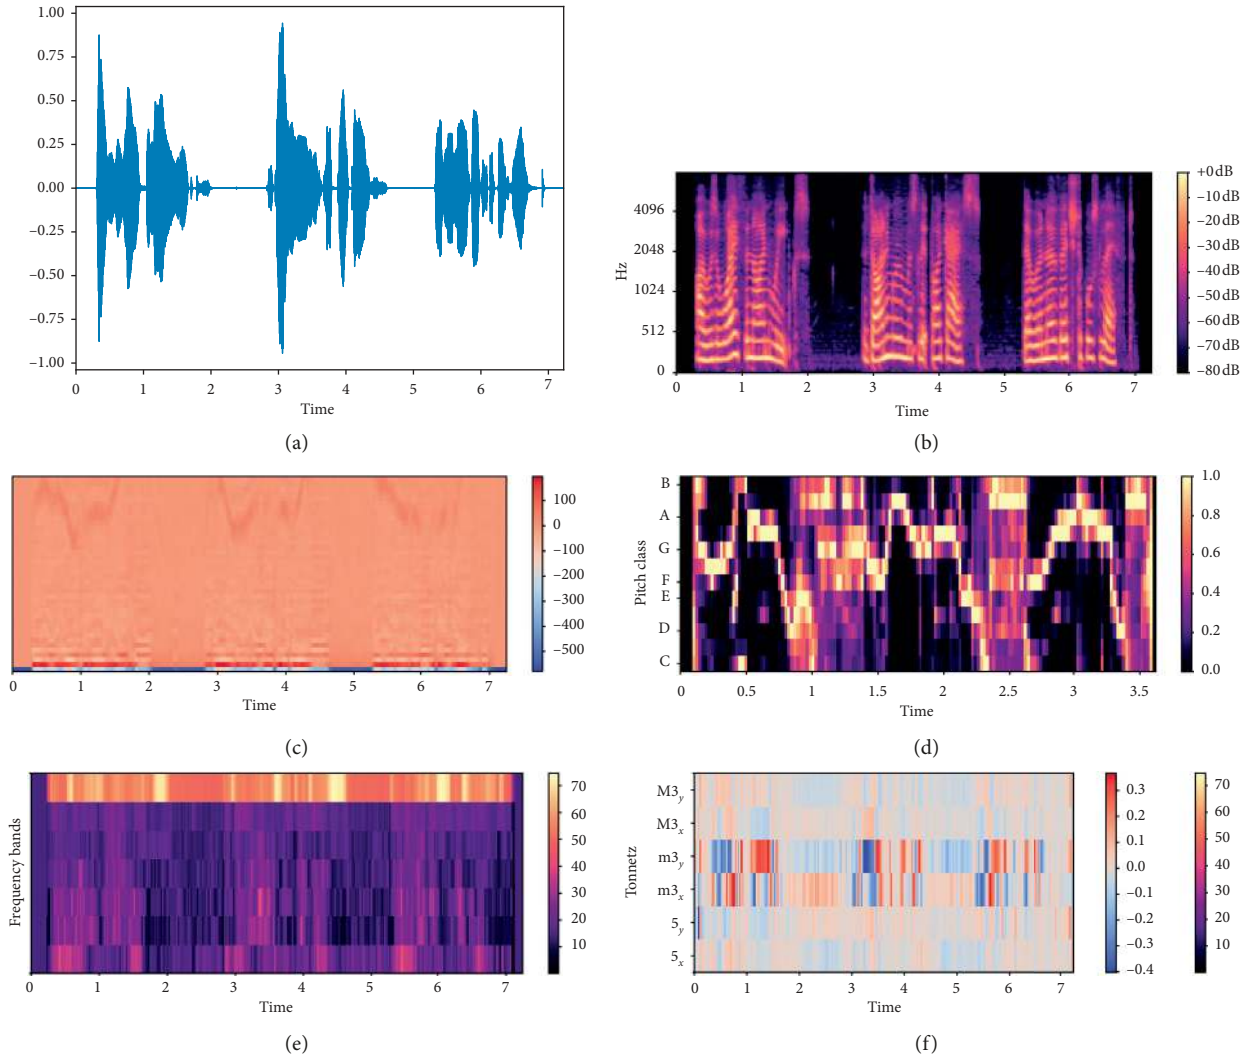 1.00
0.75
0.50
0.25
0.00
−0.25
−0.50
−0.75
−1.00
0 1 2 3 4 5 6 7
Time
(a)
Hz
4096
2048
1024
512
0
0 1 2 3 4 5 6 7
Time
+0 dB
−10 dB
−20 dB
−30 dB
−40 dB
−50 dB
−60 dB
−70 dB
−80 dB
(b)
0 1 2 3 4 5 6 7
Time
100
0
−100
−200
−300
−400
−500
(c)
Pitch class
B
A
G
F
E
D
C
0 0.5 1 1.5 2 2.5 3 3.5
Time
1.0
0.8
0.6
0.4
0.2
0.0
(d)
Frequency bands
0 1 2 3 4 5 6 7
Time
70
60
50
40
30
20
10
(e)
Tonnetz
M3y
M3x
m3y
m3x
5y
5x
0 1 2 3 4 5 6 7
Time
0.3
0.2
0.1
0.0
−0.1
−0.2
−0.3
−0.4
70
60
50
40
30
20
10
(f)